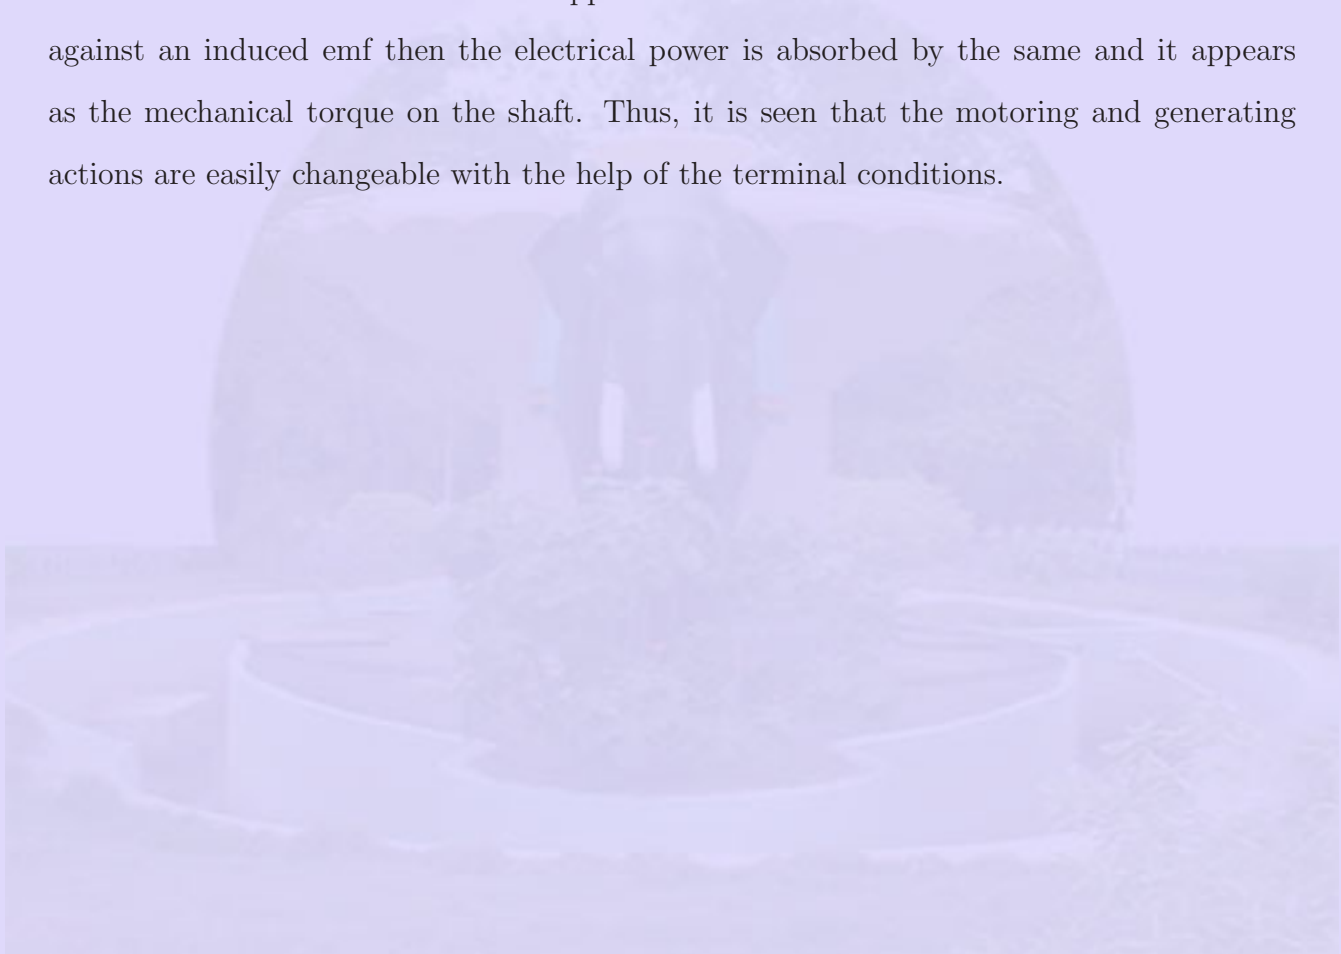 against an induced emf then the electrical power is absorbed by the same and it appears
as the mechanical torque on the shaft. Thus, it is seen that the motoring and generating
actions are easily changeable with the help of the terminal conditions.